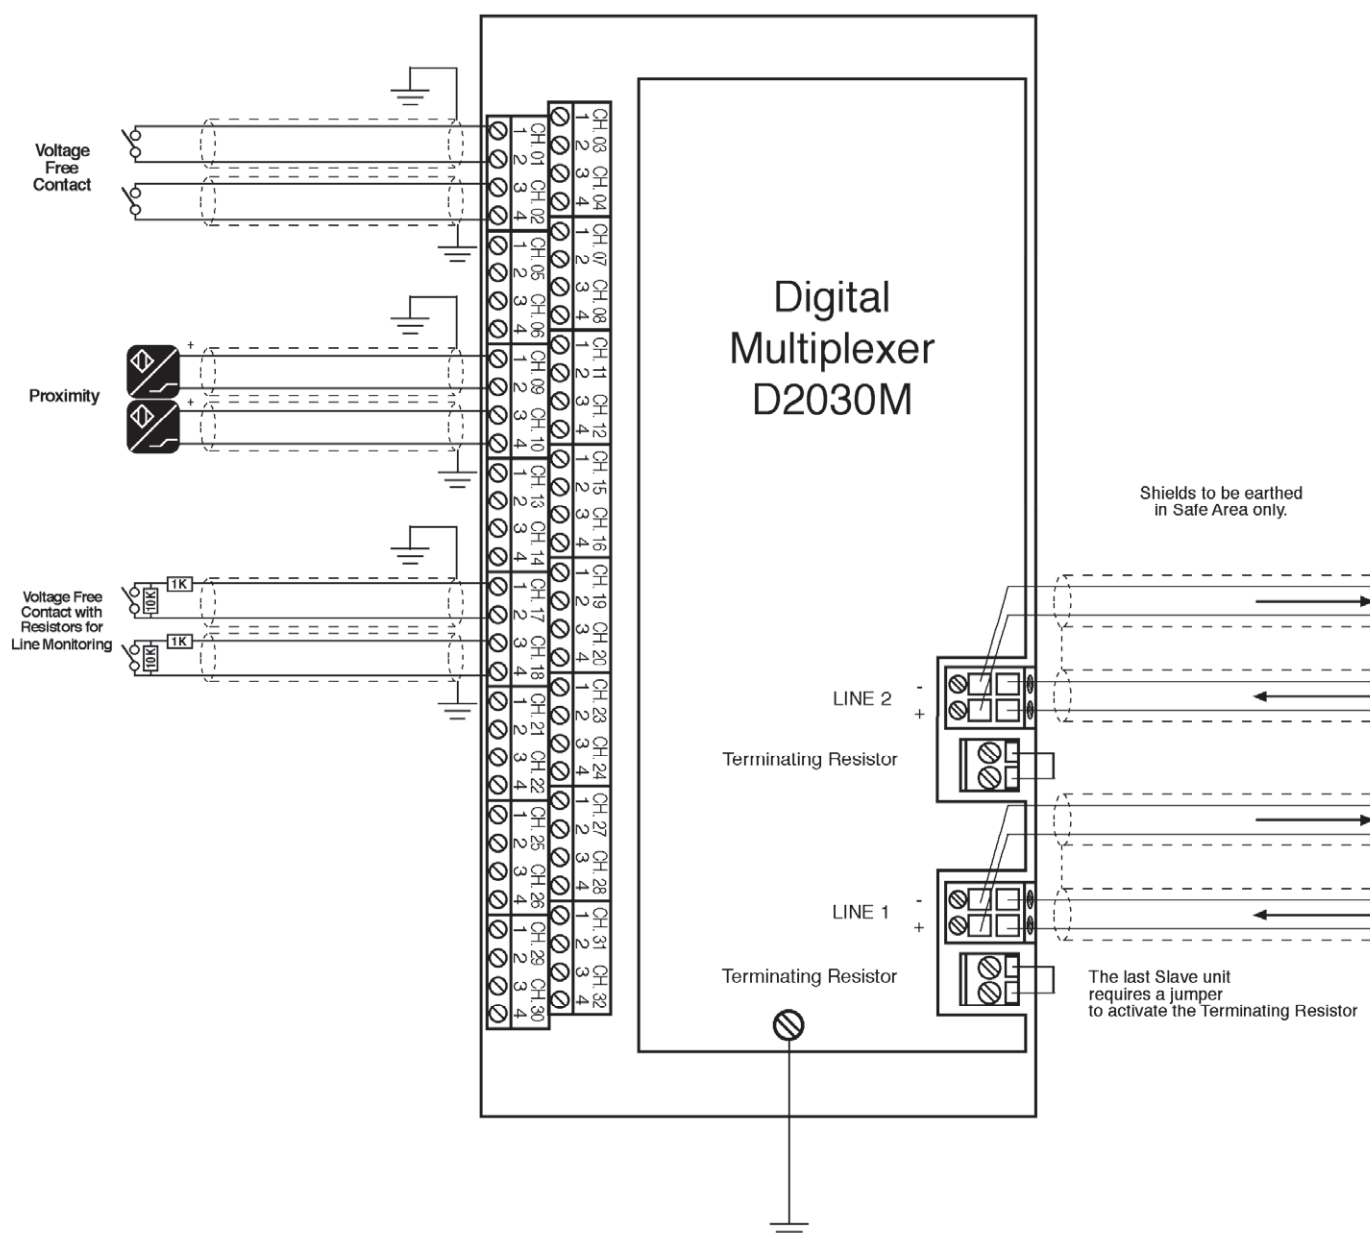 Voltage
Free
Contact
+
Proximity
+
Voltage Free
Contact with
Resistors for
Line Monitoring
1K
10K
1K
10K
1 2 CH. 01
3 4 CH. 02
1 2 CH. 05
3 4 CH. 06
1 2 CH. 09
3 4 CH. 10
1 2 CH. 13
3 4 CH. 14
1 2 CH. 17
3 4 CH. 18
1 2 CH. 21
3 4 CH. 22
1 2 CH. 25
3 4 CH. 26
1 2 CH. 29
3 4 CH. 30
1 2 CH. 03
3 4 CH. 04
1 2 CH. 07
3 4 CH. 08
1 2 CH. 11
3 4 CH. 12
1 2 CH. 15
3 4 CH. 16
1 2 CH. 19
3 4 CH. 20
1 2 CH. 23
3 4 CH. 24
1 2 CH. 27
3 4 CH. 28
1 2 CH. 31
3 4 CH. 32
Digital
Multiplexer
D2030M
Shields to be earthed
in Safe Area only.
LINE 2
-
+
Terminating Resistor
LINE 1
-
+
Terminating Resistor
The last Slave unit
requires a jumper
to activate the Terminating Resistor